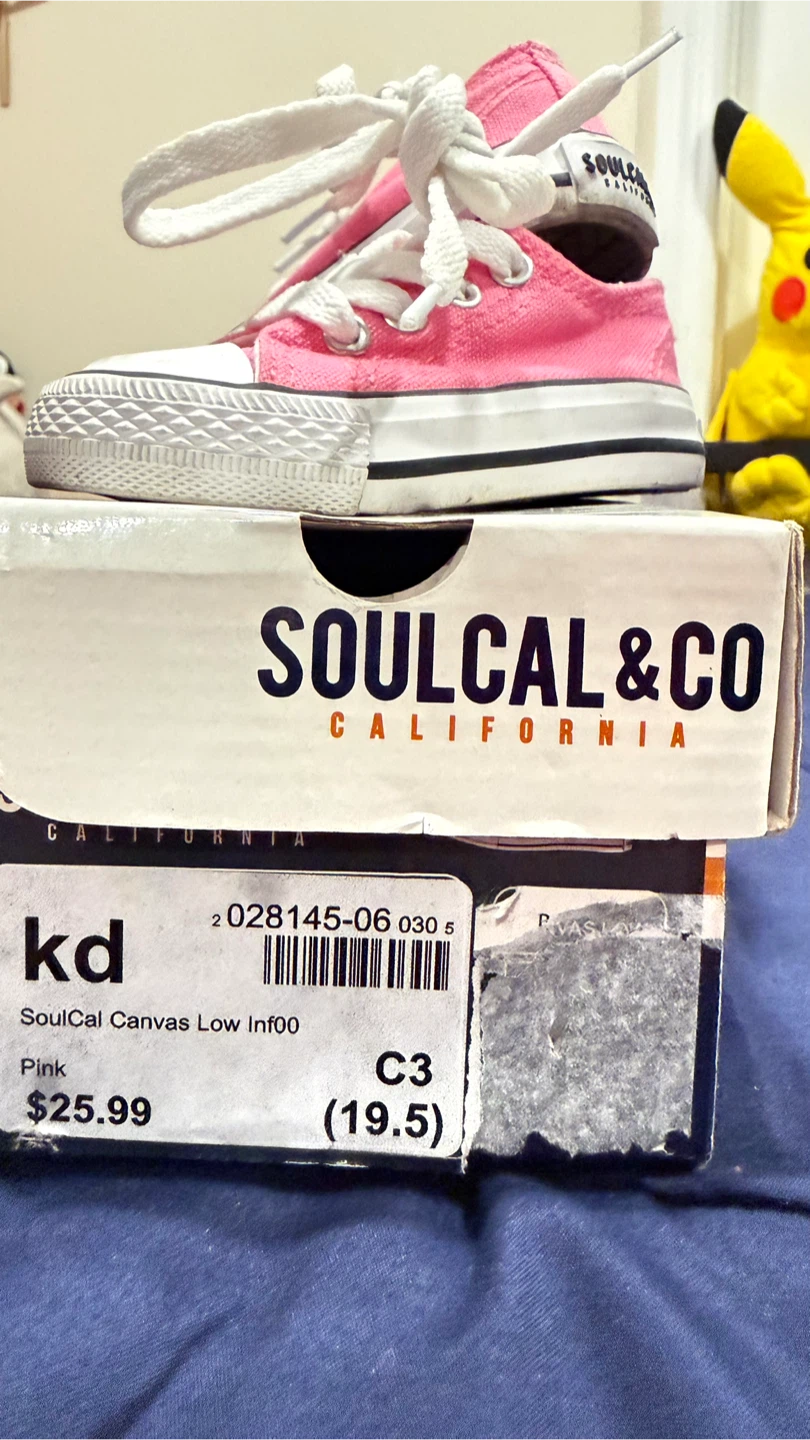 SOULCAL
CALIFORNIA
SOULCAL&CO
CALIFORNIA
CALIFORNIA
kd
2 028145-06 030 5
SoulCal Canvas Low Inf00
Pink
$25.99
C3
(19.5)